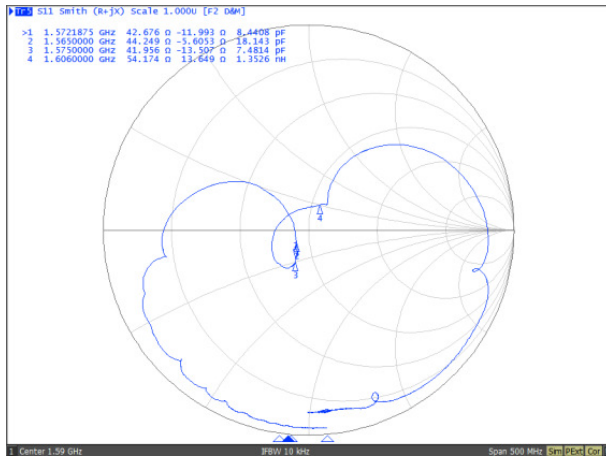 Tr5 S11 Smith (R+jX) Scale 1.000U [F2 D&M]
>1 1.5721875 GHz 42.676 Ω -11.993 Ω 8.4408 pF
2 1.5650000 GHz 44.249 Ω -5.6053 Ω 18.143 pF
3 1.5750000 GHz 41.956 Ω -13.507 Ω 7.4814 pF
4 1.6060000 GHz 54.174 Ω 13.649 Ω 1.3526 nH
4
3
1 Center 1.59 GHz IFBW 10 kHz Span 500 MHz Sim PExt Cor